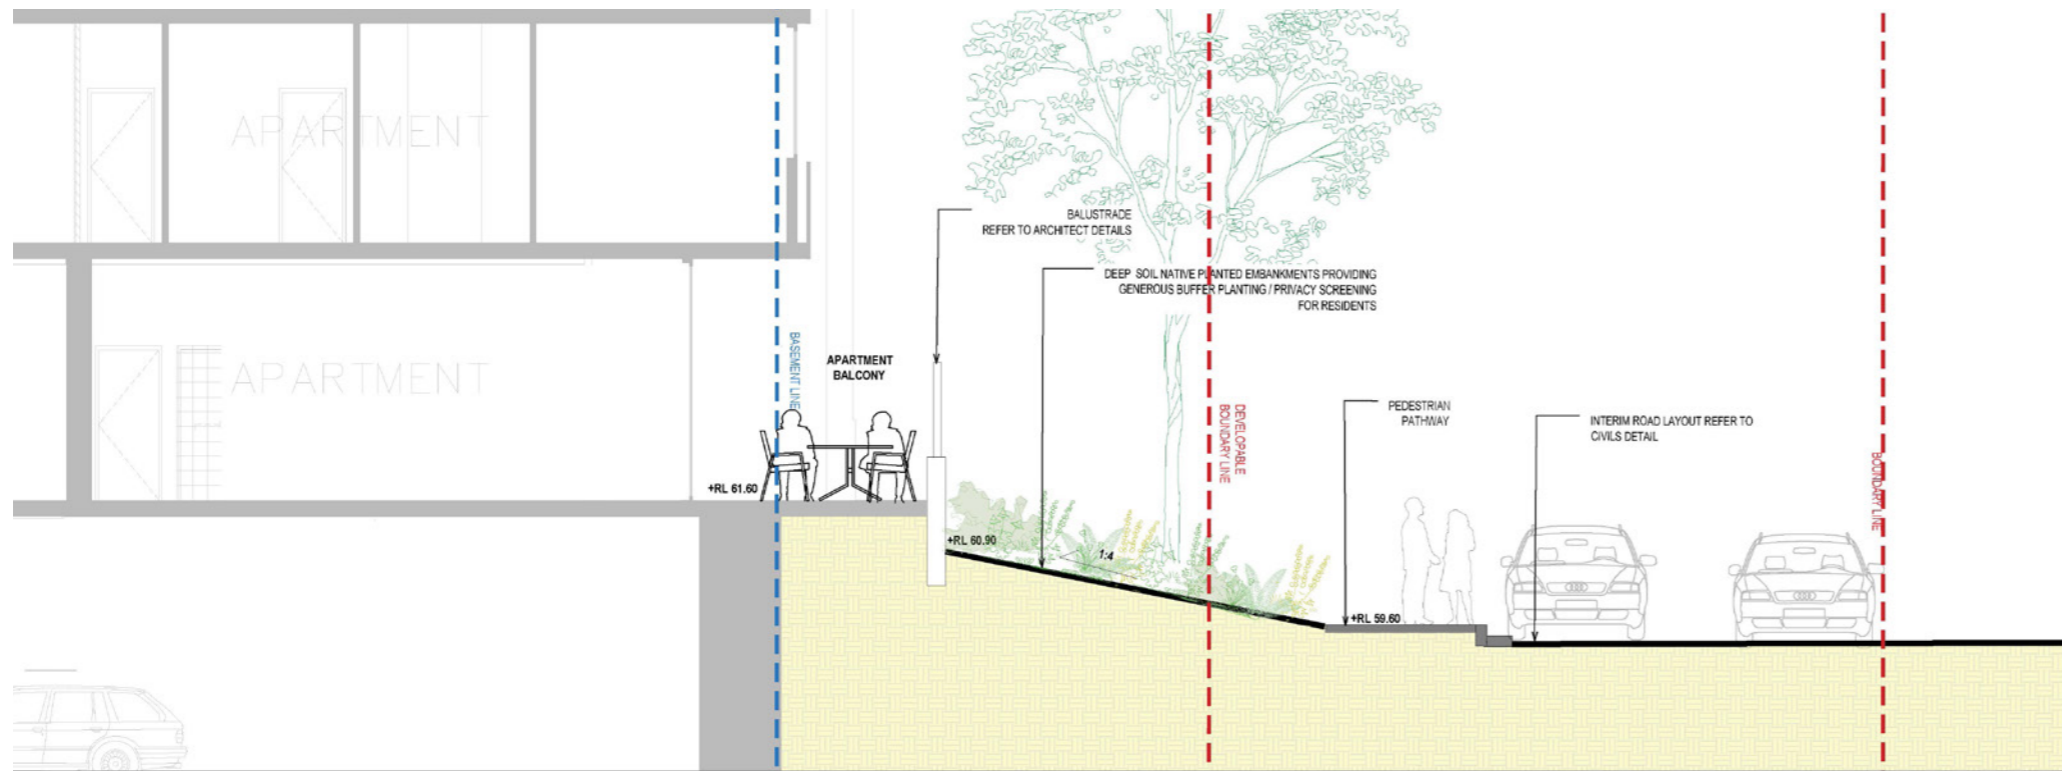 APARTMENT
BALUSTRADE
REFER TO ARCHITECT DETAILS
DEEP SOIL NATIVE PLANTED EMBANKMENTS PROVIDING
GENEROUS BUFFER PLANTING / PRIVACY SCREENING
FOR RESIDENTS
BASEMENT LINE
APARTMENT
BALCONY
APARTMENT
DEVELOPABLE
BOUNDARY LINE
PEDESTRIAN
PATHWAY
INTERIM ROAD LAYOUT REFER TO
CIVILS DETAIL
BOUNDARY LINE
+RL 61.60
+RL 60.90
1:4
+RL 59.60